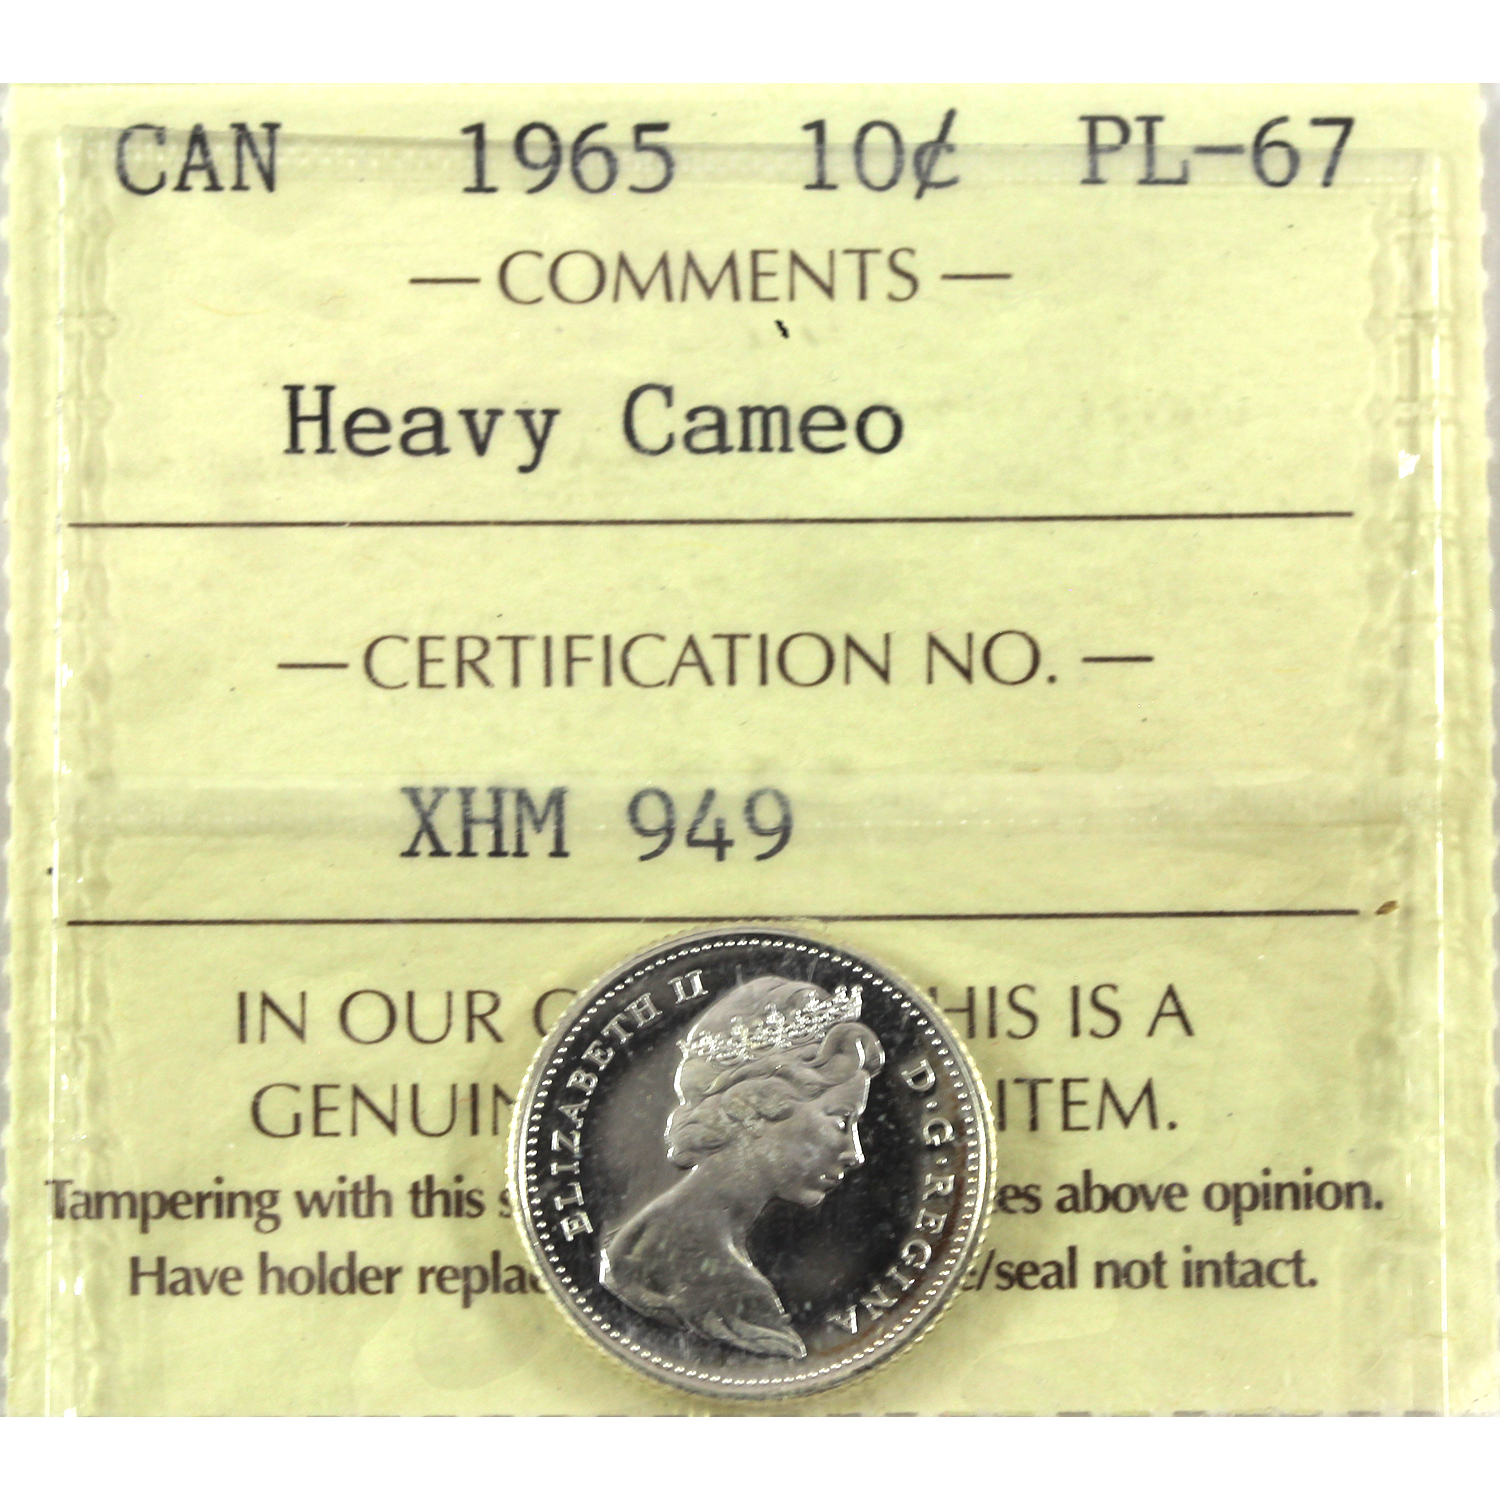 CAN 1965 10¢ PL-67
— COMMENTS —
Heavy Cameo
— CERTIFICATION NO. —
XHM 949
IN OUR HIS IS A
GENUIN ITEM.
Tampering with this s es above opinion.
Have holder replac e/seal not intact.
ELIZABETH II D·G·REGINA